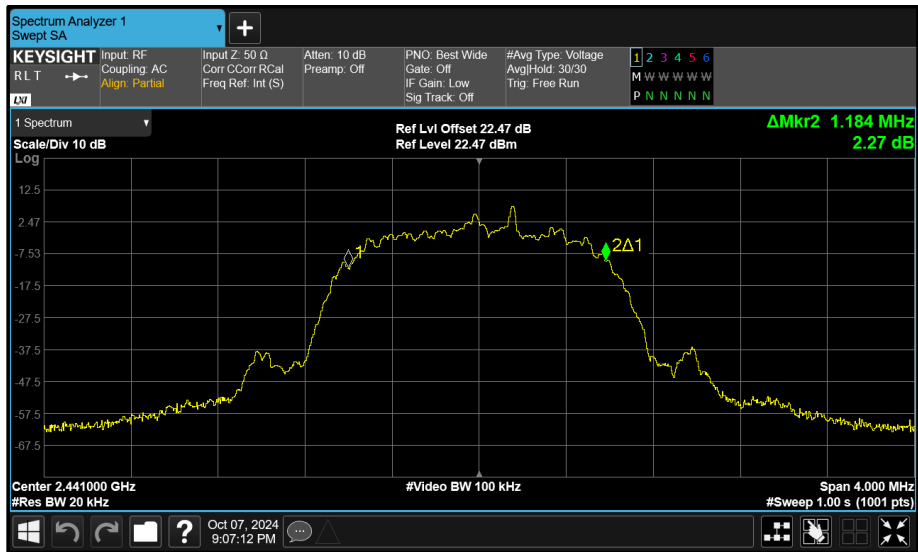 Spectrum Analyzer 1
Swept SA
KEYSIGHT
R L T
LXI
Input: RF
Coupling: AC
Align: Partial
Input Z: 50 Ω
Corr CCorr RCal
Freq Ref: Int (S)
Atten: 10 dB
Preamp: Off
PNO: Best Wide
Gate: Off
IF Gain: Low
Sig Track: Off
#Avg Type: Voltage
Avg|Hold: 30/30
Trig: Free Run
1 2 3 4 5 6
M W W W W W
P N N N N N
1 Spectrum
Scale/Div 10 dB
Log
Ref Lvl Offset 22.47 dB
Ref Level 22.47 dBm
ΔMkr2 1.184 MHz
2.27 dB
12.5
2.47
-7.53
-17.5
-27.5
-37.5
-47.5
-57.5
-67.5
1
2Δ1
Center 2.441000 GHz
#Res BW 20 kHz
#Video BW 100 kHz
Span 4.000 MHz
#Sweep 1.00 s (1001 pts)
?
Oct 07, 2024
9:07:12 PM